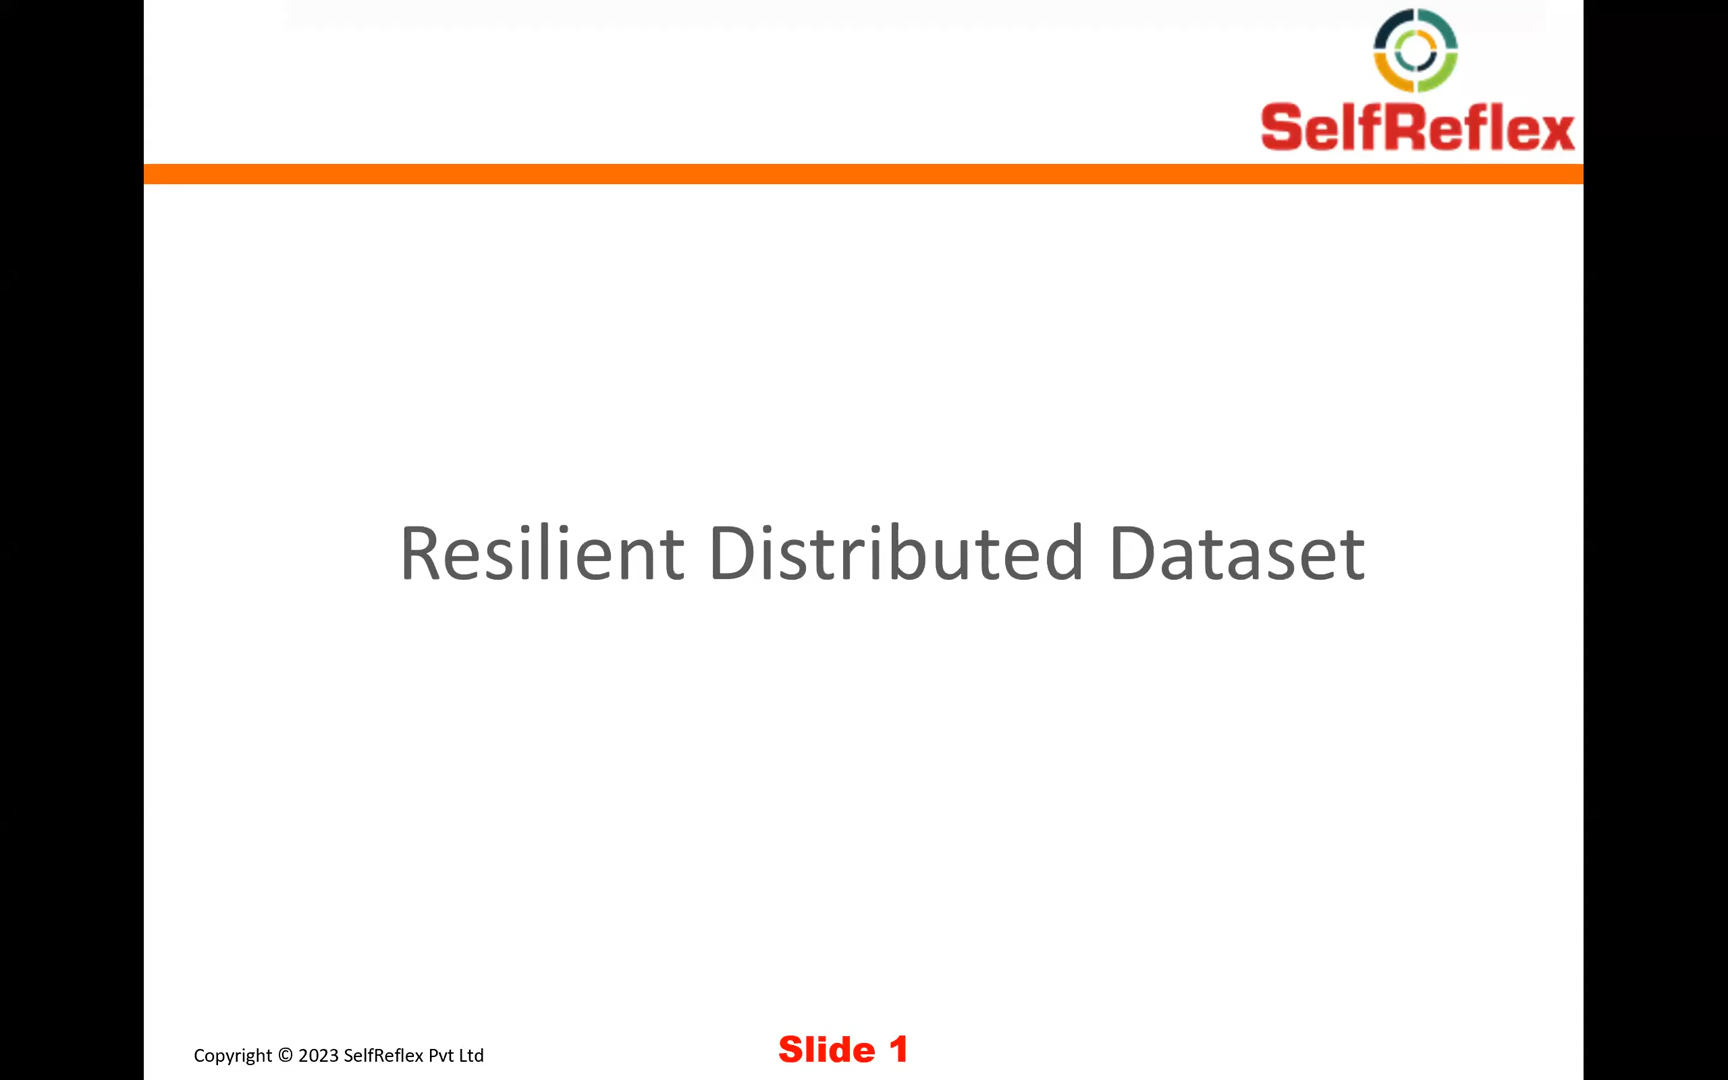 SelfReflex
Resilient Distributed Dataset
Copyright © 2023 SelfReflex Pvt Ltd
Slide 1